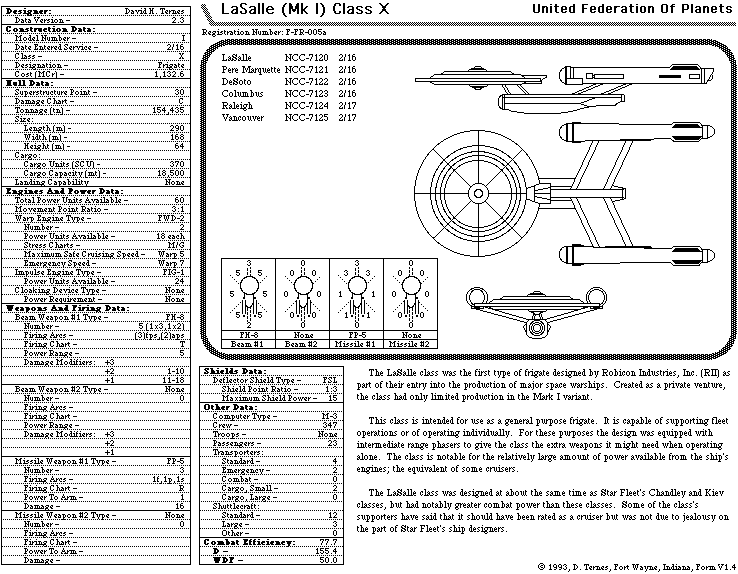 Designer: David H. Ternes
Data Version - 2.3
Construction Data:
Model Number - I
Date Entered Service - 2/16
Class - X
Designation - Frigate
Cost (MCr) - 1,132.6
Hull Data:
Superstructure Point - 30
Damage Chart - C
Tonnage (tn) - 154,435
Size:
Length (m) - 290
Width (m) - 168
Height (m) - 64
Cargo:
Cargo Units (SCU) - 370
Cargo Capacity (mt) - 18,500
Landing Capability None
Engines And Power Data:
Total Power Units Available - 60
Movement Point Ratio - 3:1
Warp Engine Type - FWD-2
Number - 2
Power Units Available - 18 each
Stress Charts - M/G
Maximum Safe Cruising Speed - Warp 5
Emergency Speed - Warp 7
Impulse Engine Type - FIG-1
Power Units Available - 24
Cloaking Device Type - None
Power Requirement - None
Weapons And Firing Data:
Beam Weapon #1 Type - FH-8
Number - 5 (1x3,1x2)
Firing Arcs - (3)fps,(2)aps
Firing Chart - T
Power Range - 5
Damage Modifiers: +3
+2 1-10
+1 11-18
Beam Weapon #2 Type - None
Number - 0
Firing Arcs -
Firing Chart -
Power Range -
Damage Modifiers: +3
+2
+1
Missile Weapon #1 Type - FP-5
Number - 3
Firing Arcs - 1f,1p,1s
Firing Chart - R
Power To Arm - 1
Damage - 16
Missile Weapon #2 Type - None
Number - 0
Firing Arcs -
Firing Chart -
Power To Arm -
Damage -
LaSalle (Mk I) Class X United Federation Of Planets
Registration Number: F-FR-005a
LaSalle NCC-7120 2/16
Pere Marquette NCC-7121 2/16
DeSoto NCC-7122 2/16
Columbus NCC-7123 2/16
Raleigh NCC-7124 2/17
Vancouver NCC-7125 2/17
3 0 3 0
5 5 0 0 3 3 0 0
5 5 0 0 1 1 0 0
2 0 0 0
FH-8 None FP-5 None
Beam #1 Beam #2 Missile #1 Missile #2
Shields Data:
Deflector Shield Type - FSL
Shield Point Ratio - 1:3
Maximum Shield Power - 15
Other Data:
Computer Type - M-3
Crew - 347
Troops - None
Passengers - 23
Transporters:
Standard - 4
Emergency - 2
Combat - 0
Cargo, Small - 2
Cargo, Large - 0
Shuttlecraft:
Standard - 12
Large - 3
Other - 0
Combat Efficiency: 77.7
D - 155.4
WDF - 50.0
The LaSalle class was the first type of frigate designed by Robicon Industries, Inc. (RII) as
part of their entry into the production of major space warships. Created as a private venture,
the class had only limited production in the Mark I variant.
This class is intended for use as a general purpose frigate. It is capable of supporting fleet
operations or of operating individually. For these purposes the design was equipped with
intermediate range phasers to give the class the extra weapons it might need when operating
alone. The class is notable for the relatively large amount of power available from the ship's
engines; the equivalent of some cruisers.
The LaSalle class was designed at about the same time as Star Fleet's Chandley and Kiev
classes, but had notably greater combat power than these classes. Some of the class's
supporters have said that it should have been rated as a cruiser but was not due to jealousy on
the part of Star Fleet's ship designers.
© 1993, D. Ternes, Fort Wayne, Indiana, Form V1.4